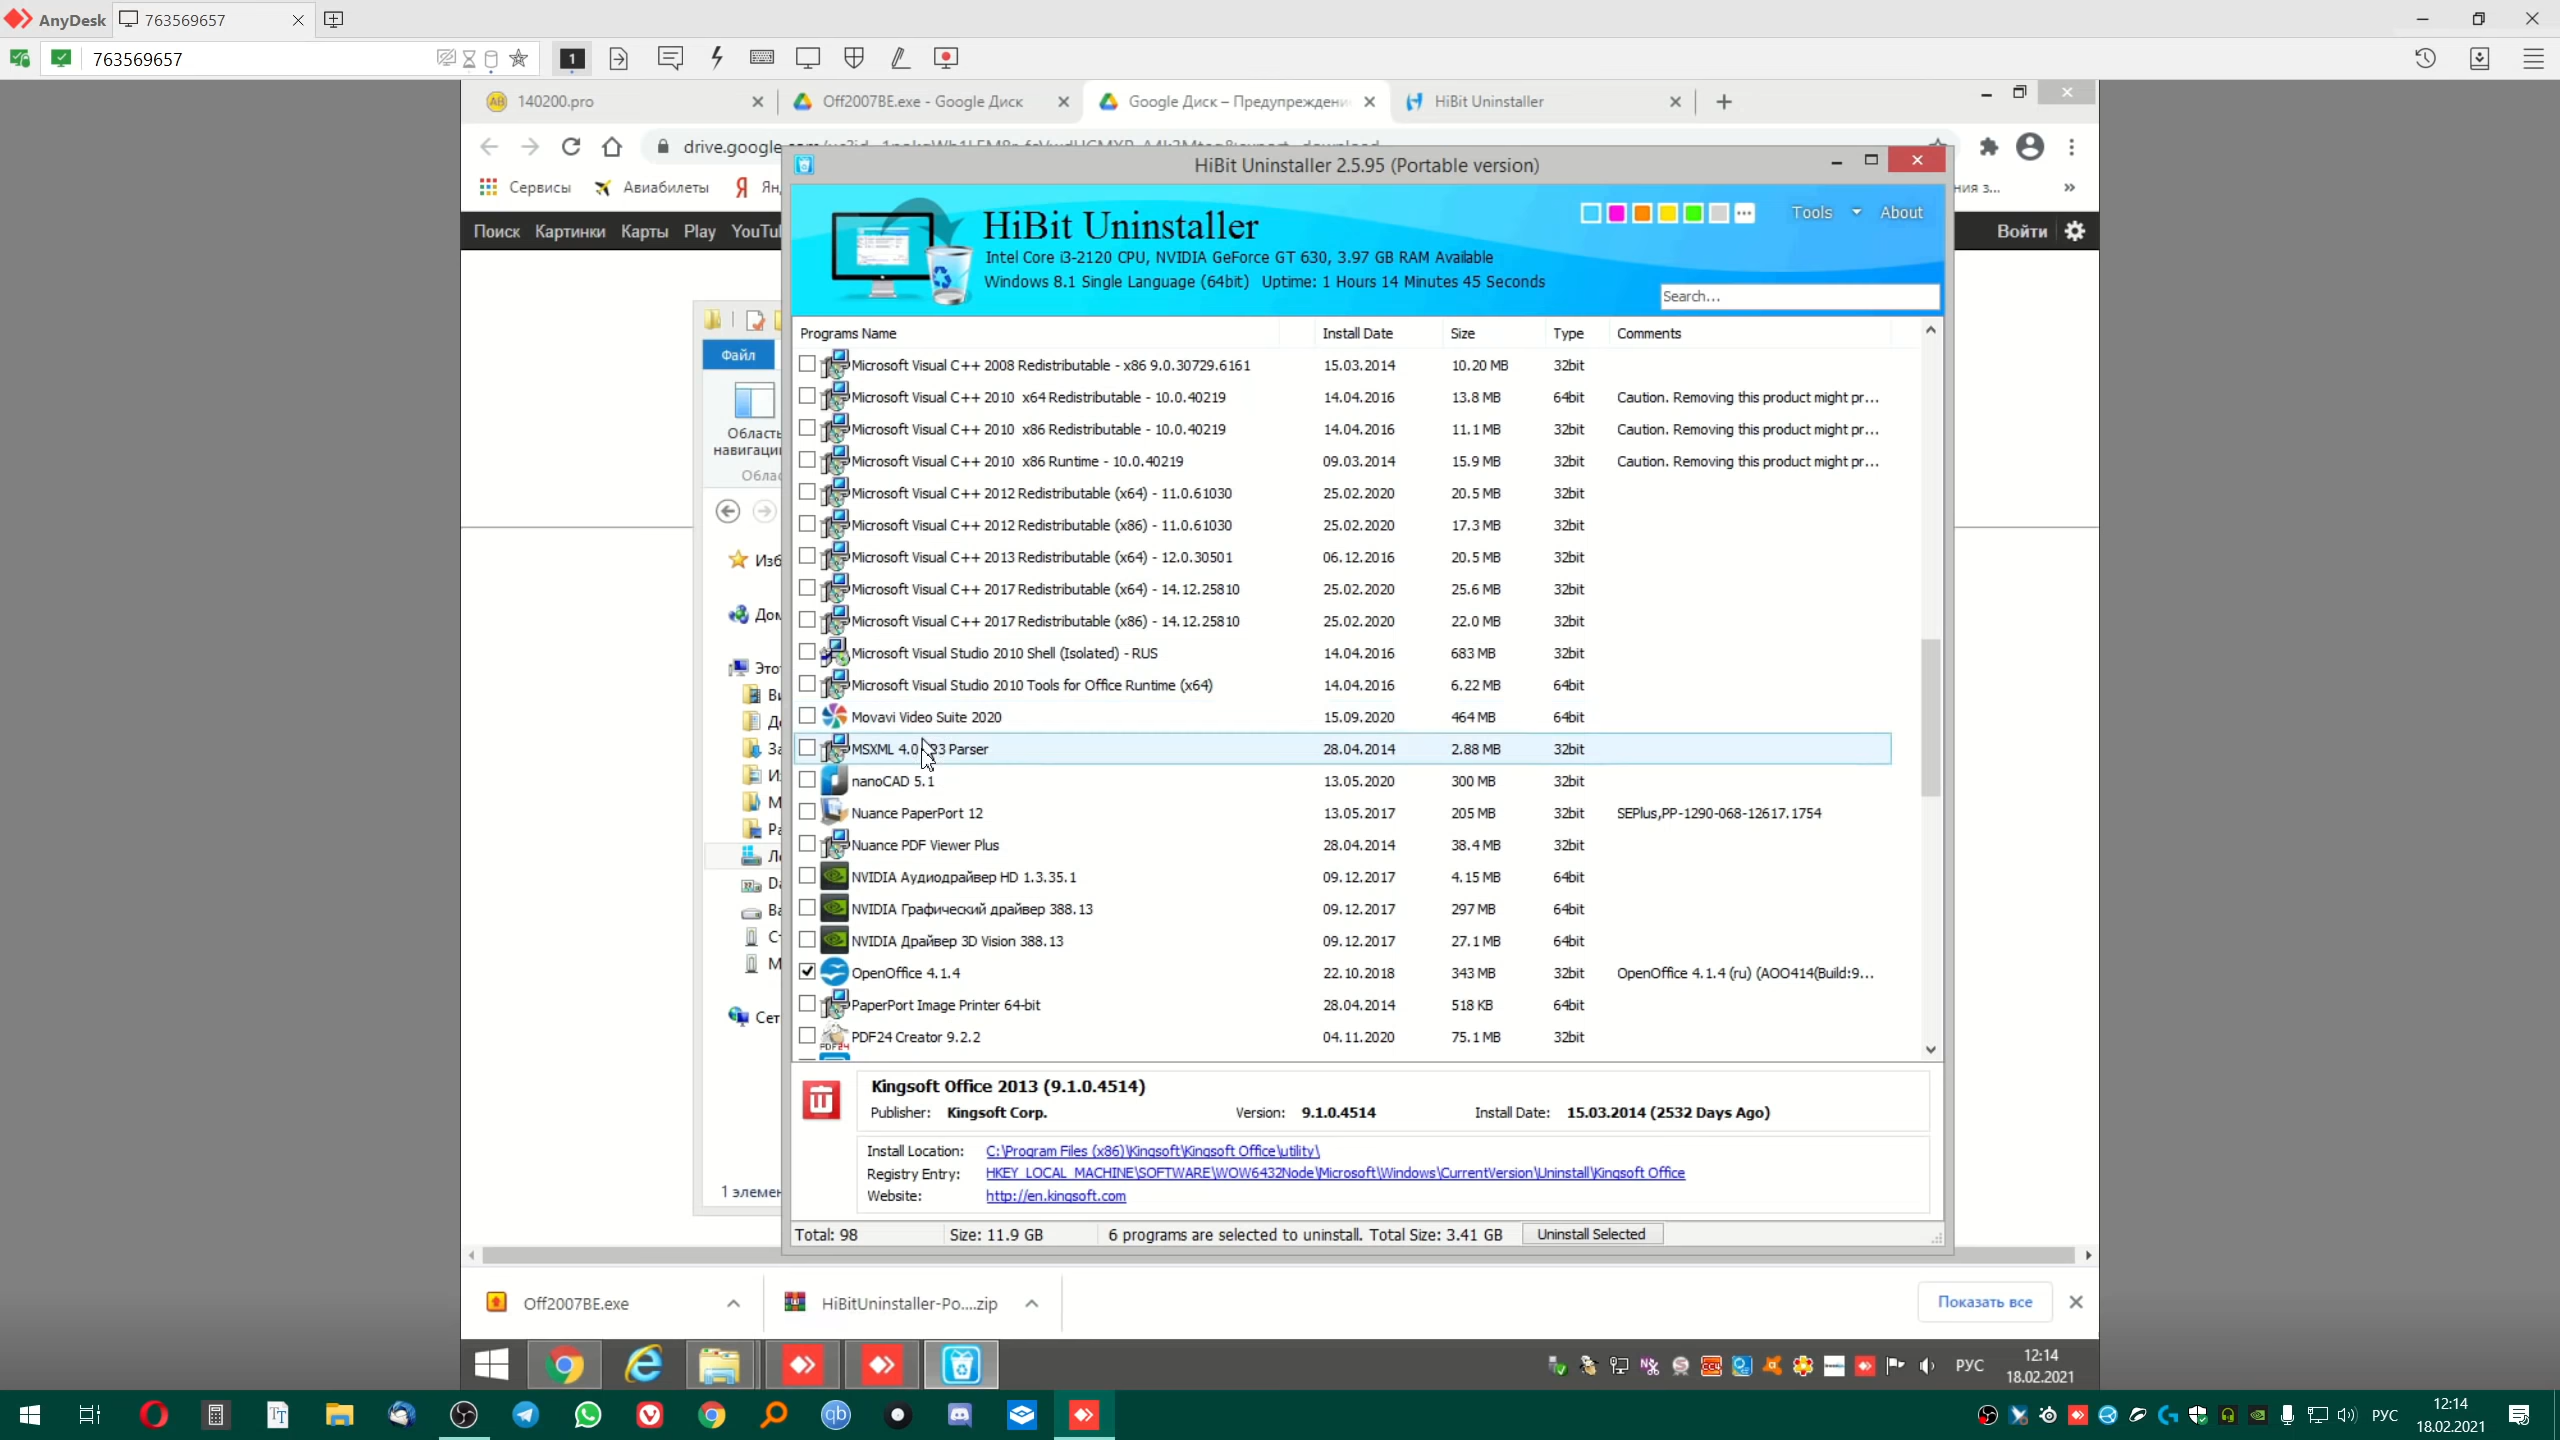 AnyDesk 763569657
763569657 1
140200.pro Off2007BE.exe - Google Диск Google Диск – Предупреждени HiBit Uninstaller
drive.google
Сервисы Авиабилеты
ния з...
Поиск Картинки Карты Play YouTu
Войти
HiBit Uninstaller 2.5.95 (Portable version)
HiBit Uninstaller
Tools About
Intel Core i3-2120 CPU, NVIDIA GeForce GT 630, 3.97 GB RAM Available
Windows 8.1 Single Language (64bit) Uptime: 1 Hours 14 Minutes 45 Seconds
Search...
Файл
Область
навигаци
Облас
Изб
Дом
Это
Сет
1 элемен
Programs Name Install Date Size Type Comments
Microsoft Visual C++ 2008 Redistributable - x86 9.0.30729.6161 15.03.2014 10.20 MB 32bit
Microsoft Visual C++ 2010 x64 Redistributable - 10.0.40219 14.04.2016 13.8 MB 64bit Caution. Removing this product might pr...
Microsoft Visual C++ 2010 x86 Redistributable - 10.0.40219 14.04.2016 11.1 MB 32bit Caution. Removing this product might pr...
Microsoft Visual C++ 2010 x86 Runtime - 10.0.40219 09.03.2014 15.9 MB 32bit Caution. Removing this product might pr...
Microsoft Visual C++ 2012 Redistributable (x64) - 11.0.61030 25.02.2020 20.5 MB 32bit
Microsoft Visual C++ 2012 Redistributable (x86) - 11.0.61030 25.02.2020 17.3 MB 32bit
Microsoft Visual C++ 2013 Redistributable (x64) - 12.0.30501 06.12.2016 20.5 MB 32bit
Microsoft Visual C++ 2017 Redistributable (x64) - 14.12.25810 25.02.2020 25.6 MB 32bit
Microsoft Visual C++ 2017 Redistributable (x86) - 14.12.25810 25.02.2020 22.0 MB 32bit
Microsoft Visual Studio 2010 Shell (Isolated) - RUS 14.04.2016 683 MB 32bit
Microsoft Visual Studio 2010 Tools for Office Runtime (x64) 14.04.2016 6.22 MB 64bit
Movavi Video Suite 2020 15.09.2020 464 MB 64bit
MSXML 4.0 Parser 28.04.2014 2.88 MB 32bit
nanoCAD 5.1 13.05.2020 300 MB 32bit
Nuance PaperPort 12 13.05.2017 205 MB 32bit SEPlus,PP-1290-068-12617.1754
Nuance PDF Viewer Plus 28.04.2014 38.4 MB 32bit
NVIDIA Аудиодрайвер HD 1.3.35.1 09.12.2017 4.15 MB 64bit
NVIDIA Графический драйвер 388.13 09.12.2017 297 MB 64bit
NVIDIA Драйвер 3D Vision 388.13 09.12.2017 27.1 MB 64bit
OpenOffice 4.1.4 22.10.2018 343 MB 32bit OpenOffice 4.1.4 (ru) (AOO414(Build:9...
PaperPort Image Printer 64-bit 28.04.2014 518 KB 64bit
PDF24 Creator 9.2.2 04.11.2020 75.1 MB 32bit
Kingsoft Office 2013 (9.1.0.4514)
Publisher: Kingsoft Corp. Version: 9.1.0.4514 Install Date: 15.03.2014 (2532 Days Ago)
Install Location: C:\Program Files (x86)\Kingsoft\Kingsoft Office\utility\
Registry Entry: HKEY_LOCAL_MACHINE\SOFTWARE\WOW6432Node\Microsoft\Windows\CurrentVersion\Uninstall\Kingsoft Office
Website: http://en.kingsoft.com
Total: 98 Size: 11.9 GB 6 programs are selected to uninstall. Total Size: 3.41 GB Uninstall Selected
Off2007BE.exe HiBitUninstaller-Po....zip Показать все
РУС 12:14
18.02.2021
РУС 12:14
18.02.2021